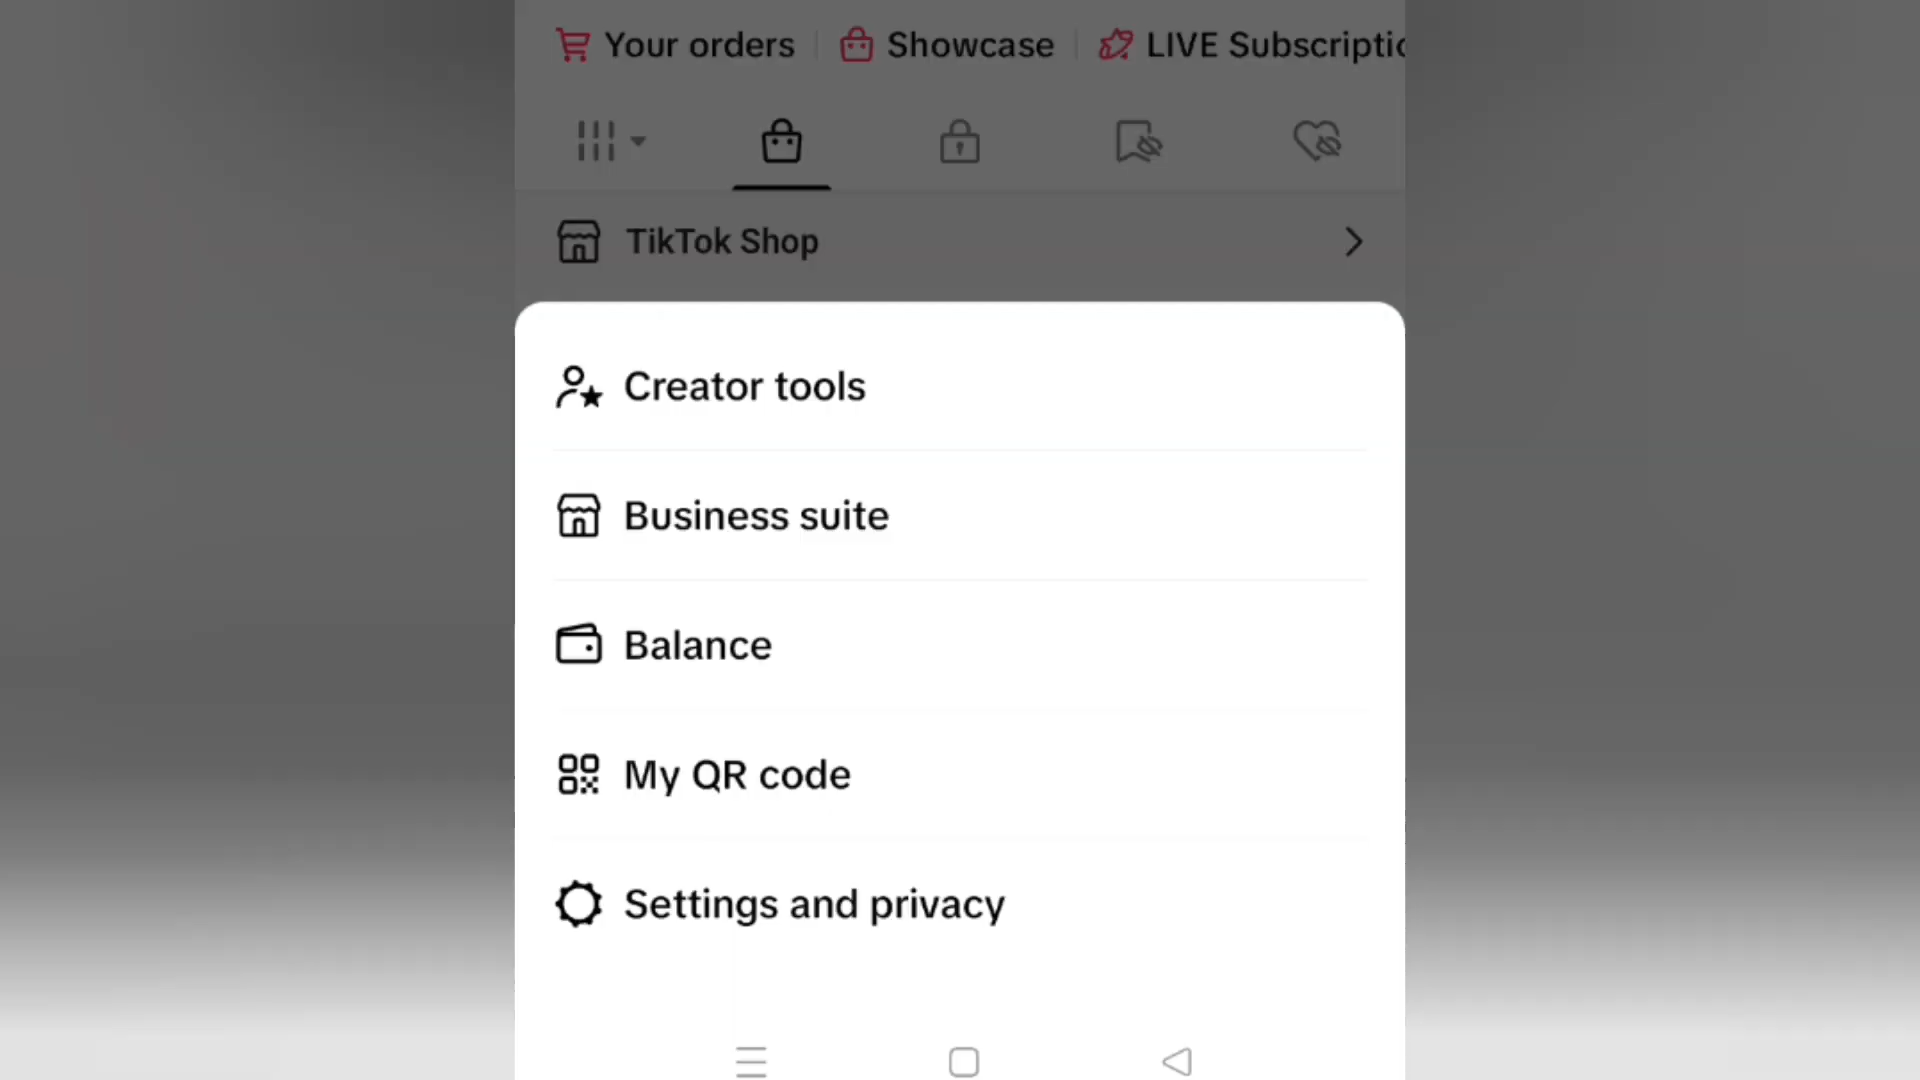 Your orders
Showcase
LIVE Subscriptio
TikTok Shop
Creator tools
Business suite
Balance
My QR code
Settings and privacy